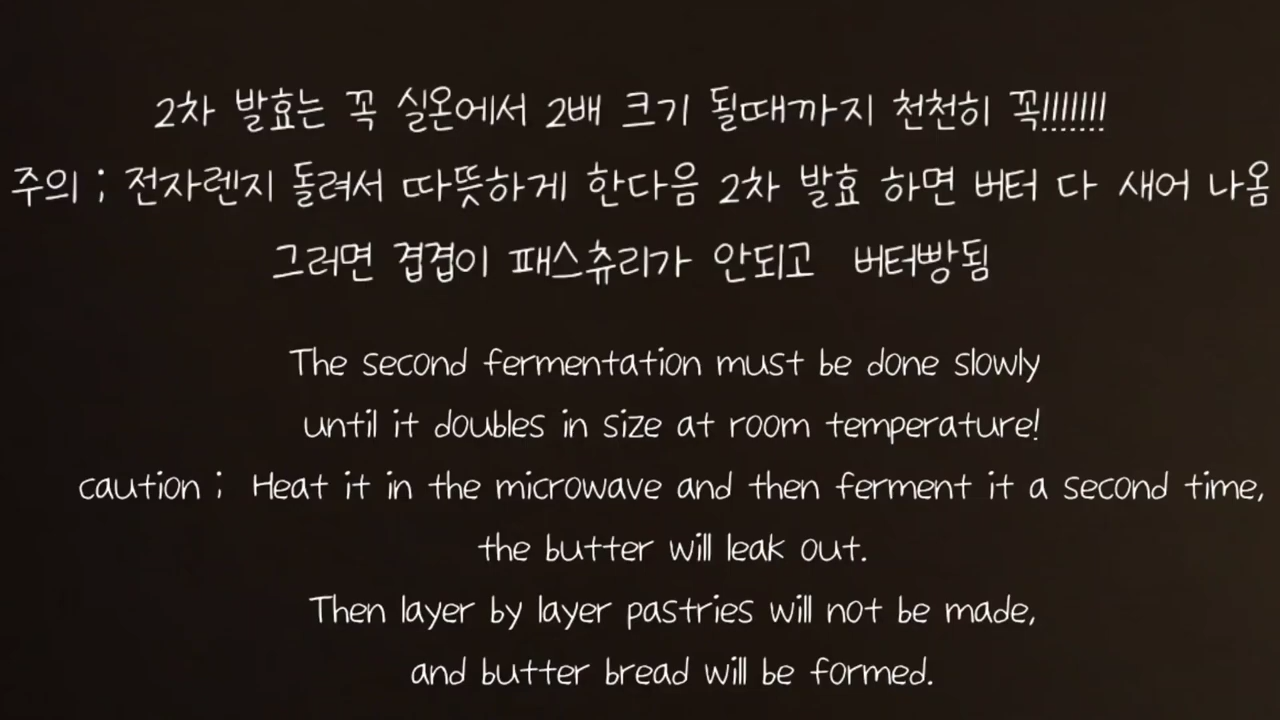 2차 발효는 꼭 실온에서 2배 크기 될때까지 천천히 꼭!!!!!!!
주의 ; 전자렌지 돌려서 따뜻하게 한다음 2차 발효 하면 버터 다 새어 나옴
그러면 겹겹이 패스츄리가 안되고 버터빵됨
The second fermentation must be done slowly
until it doubles in size at room temperature!
caution ; Heat it in the microwave and then ferment it a second time,
the butter will leak out.
Then layer by layer pastries will not be made,
and butter bread will be formed.